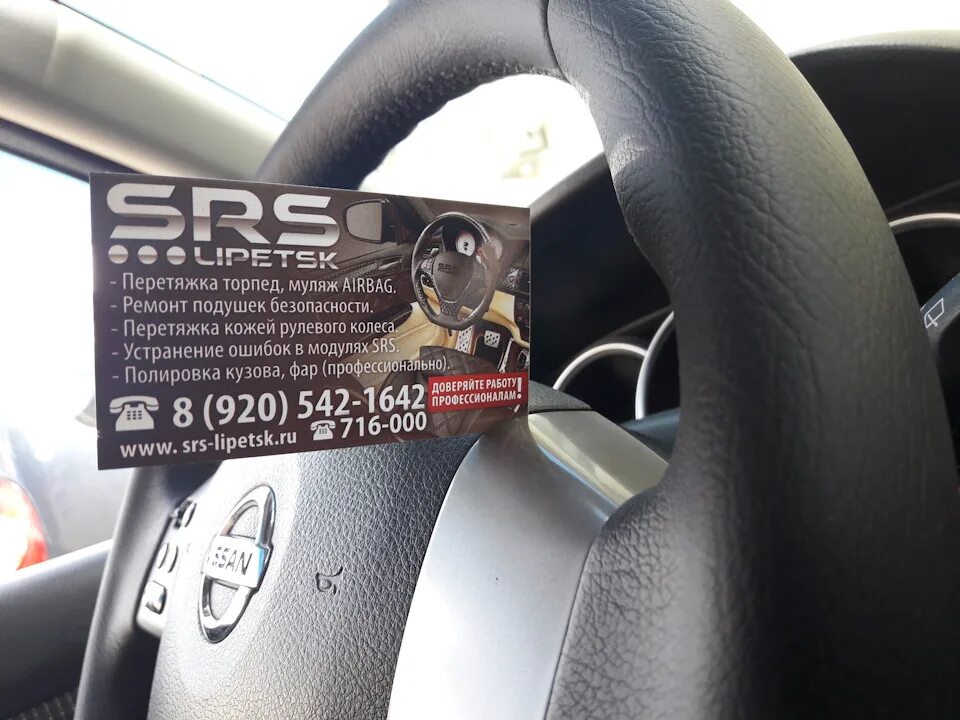 SRS
LIPETSK
- Перетяжка торпед, муляж AIRBAG.
- Ремонт подушек безопасности.
- Перетяжка кожей рулевого колеса.
- Устранение ошибок в модулях SRS.
- Полировка кузова, фар (профессионально).
8 (920) 542-1642
ДОВЕРЯЙТЕ РАБОТУ
ПРОФЕССИОНАЛАМ!
716-000
www. srs-lipetsk.ru
NISSAN